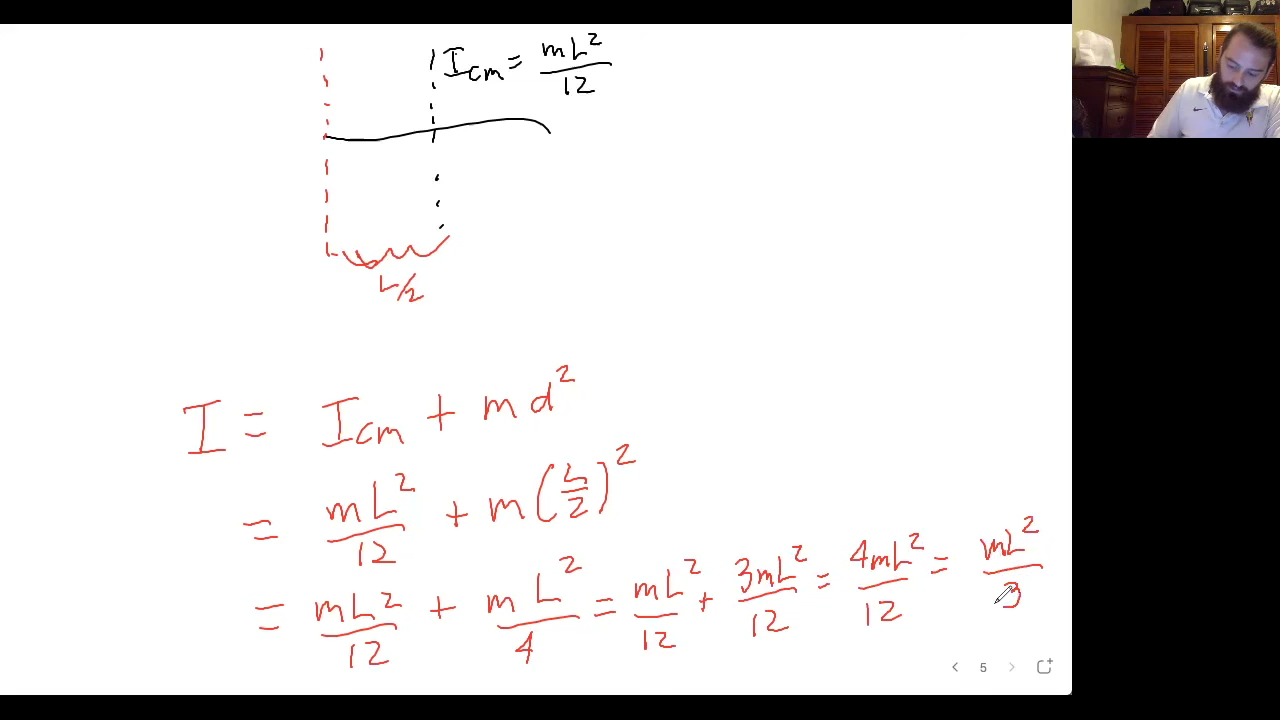 I_cm = mL²/12
L/2
I = I_cm + md²
= mL²/12 + m(L/2)²
= mL²/12 + mL²/4 = mL²/12 + 3mL²/12 = 4mL²/12 = mL²/3
5